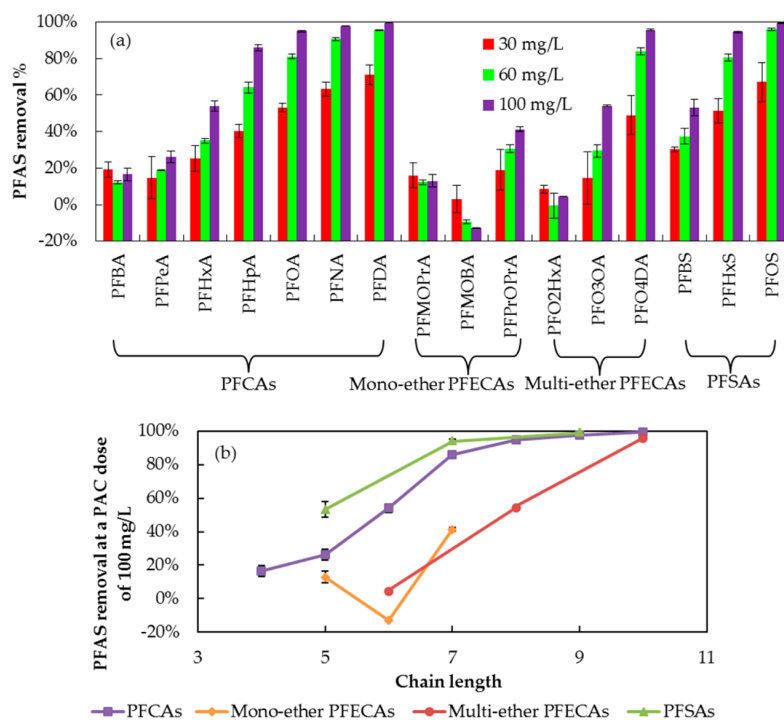 (a)
30 mg/L
60 mg/L
100 mg/L
PFAS removal %
100%
80%
60%
40%
20%
0%
-20%
PFBA
PFPeA
PFHxA
PFHpA
PFOA
PFNA
PFDA
PFMOPrA
PFMOBA
PFPrOPrA
PFO2HxA
PFO3OA
PFO4DA
PFBS
PFHxS
PFOS
PFCAs
Mono-ether PFECAs
Multi-ether PFECAs
PFSAs
(b)
PFAS removal at a PAC dose
of 100 mg/L
100%
80%
60%
40%
20%
0%
-20%
3
5
7
9
11
Chain length
PFCAs
Mono-ether PFECAs
Multi-ether PFECAs
PFSAs